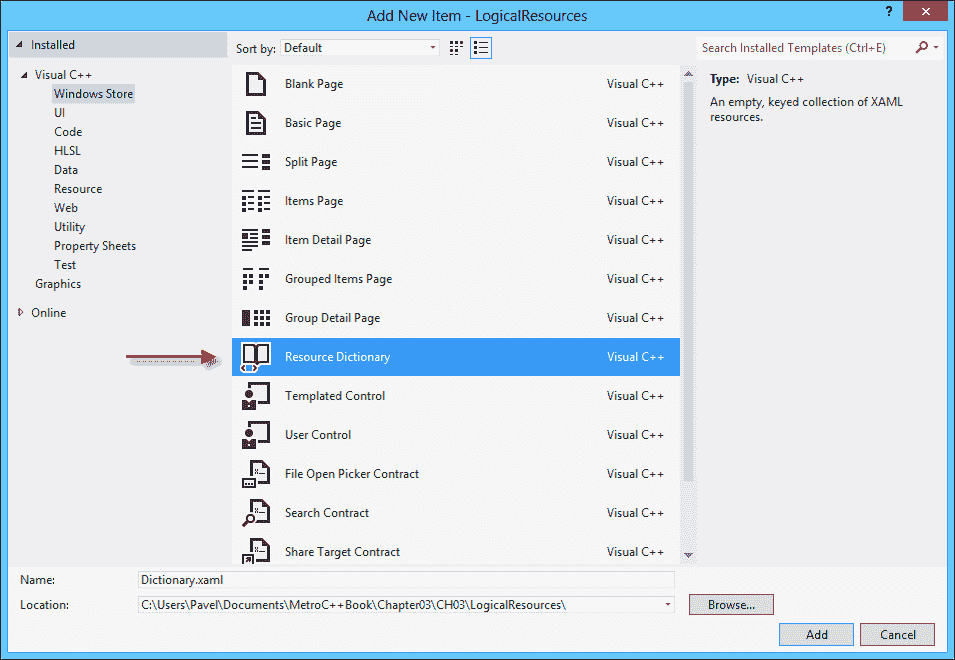 Add New Item - LogicalResources
?
Installed
Sort by: Default
Search Installed Templates (Ctrl+E)
Visual C++
Windows Store
UI
Code
HLSL
Data
Resource
Web
Utility
Property Sheets
Test
Graphics
Online
Blank Page Visual C++
Basic Page Visual C++
Split Page Visual C++
Items Page Visual C++
Item Detail Page Visual C++
Grouped Items Page Visual C++
Group Detail Page Visual C++
Resource Dictionary Visual C++
Templated Control Visual C++
User Control Visual C++
File Open Picker Contract Visual C++
Search Contract Visual C++
Share Target Contract Visual C++
Type: Visual C++
An empty, keyed collection of XAML
resources.
Name: Dictionary.xaml
Location: C:\Users\Pavel\Documents\MetroC++Book\Chapter03\CH03\LogicalResources\
Browse...
Add Cancel